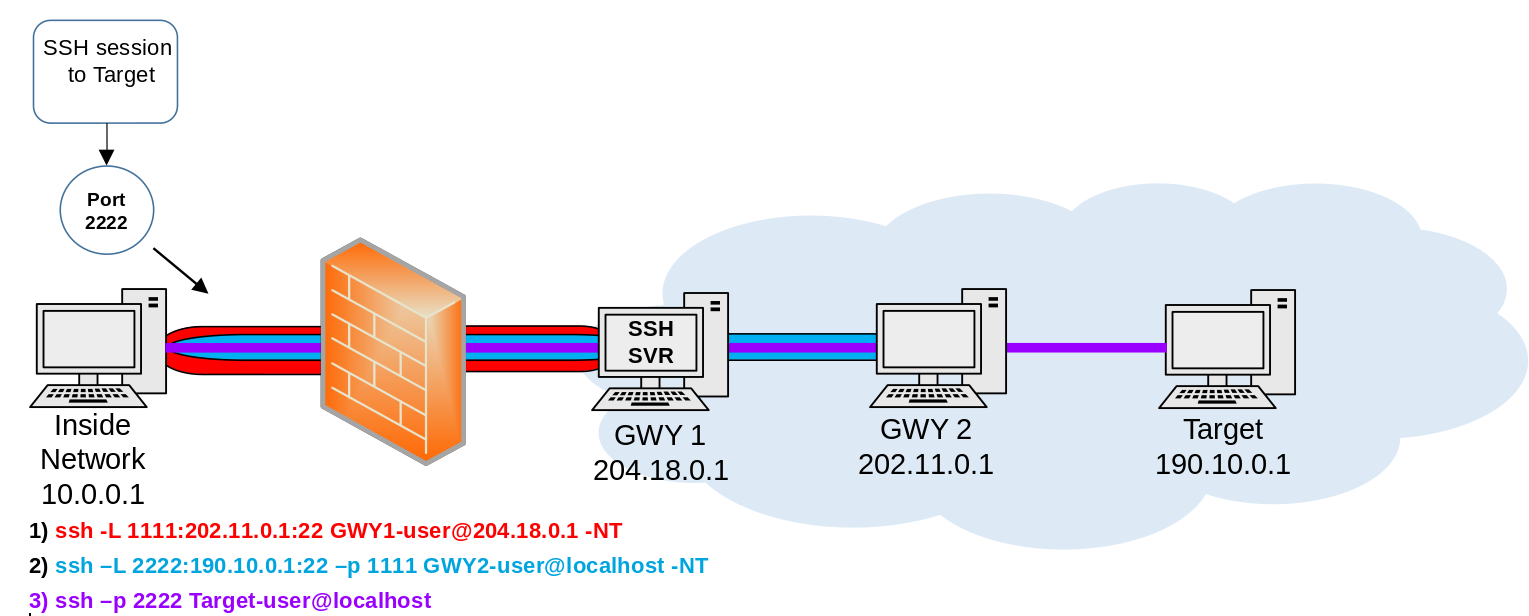 SSH session
to Target
Port
2222
SSH
SVR
Inside
Network
10.0.0.1
GWY 1
204.18.0.1
GWY 2
202.11.0.1
Target
190.10.0.1
1) ssh -L 1111:202.11.0.1:22 GWY1-user@204.18.0.1 -NT
2) ssh –L 2222:190.10.0.1:22 –p 1111 GWY2-user@localhost -NT
3) ssh –p 2222 Target-user@localhost